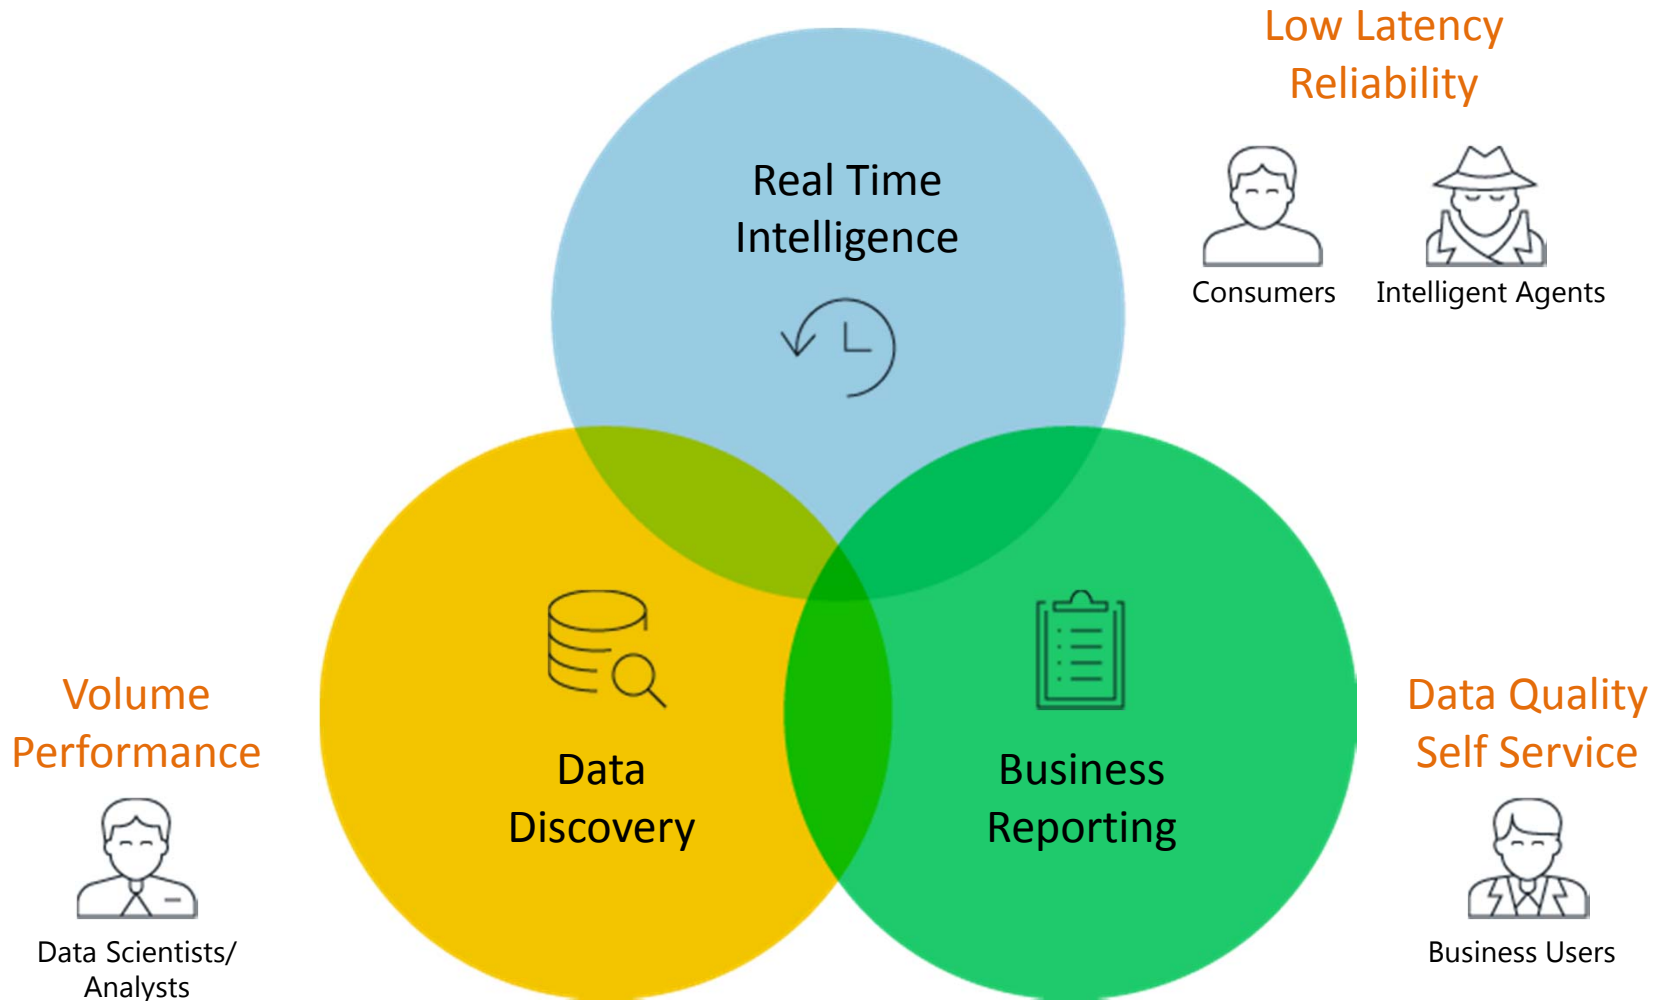 Low Latency
Reliability
Real Time
Intelligence
Consumers
Intelligent Agents
Volume
Performance
Data
Discovery
Business
Reporting
Data Quality
Self Service
Data Scientists/
Analysts
Business Users